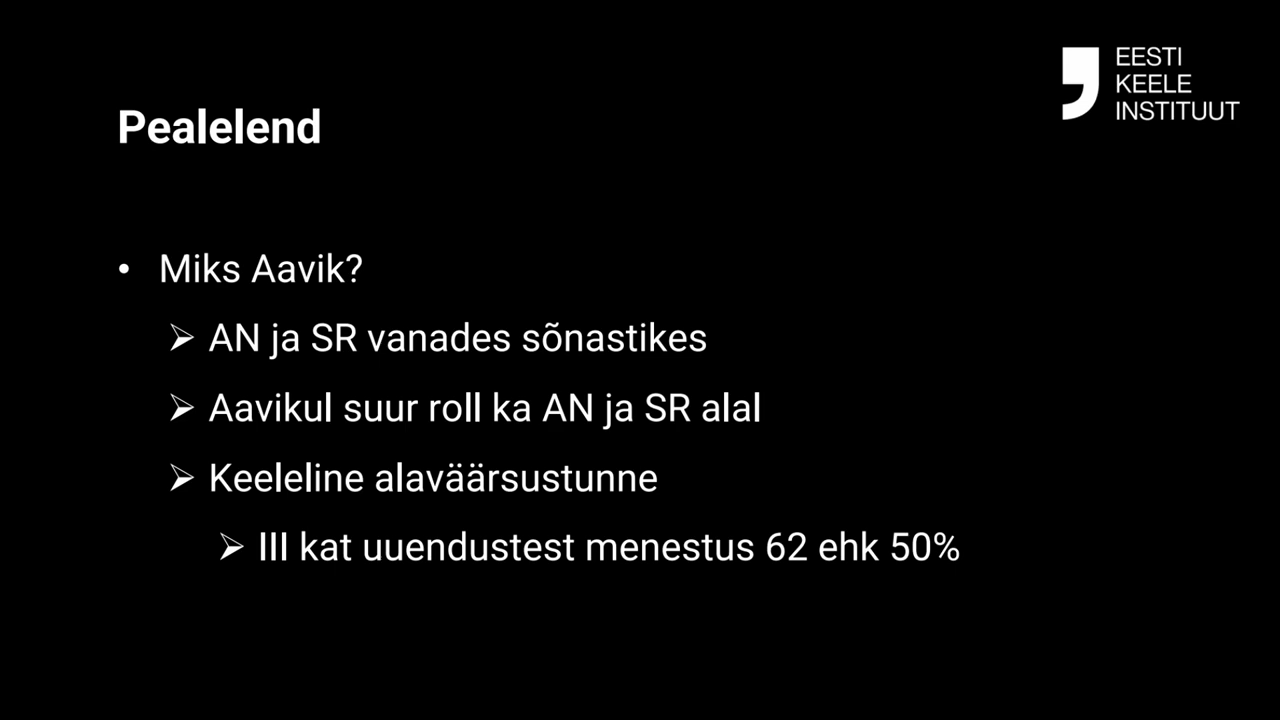 EESTI
KEELE
INSTITUUT
Pealelend
• Miks Aavik?
➢ AN ja SR vanades sõnastikes
➢ Aavikul suur roll ka AN ja SR alal
➢ Keeleline alaväärsustunne
➢ III kat uuendustest menestus 62 ehk 50%